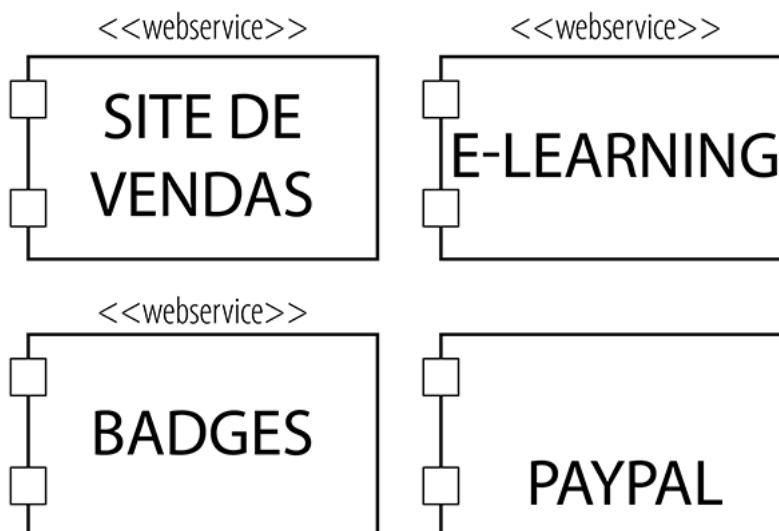 <<webservice>>
SITE DE
VENDAS
<<webservice>>
E-LEARNING
<<webservice>>
BADGES
PAYPAL